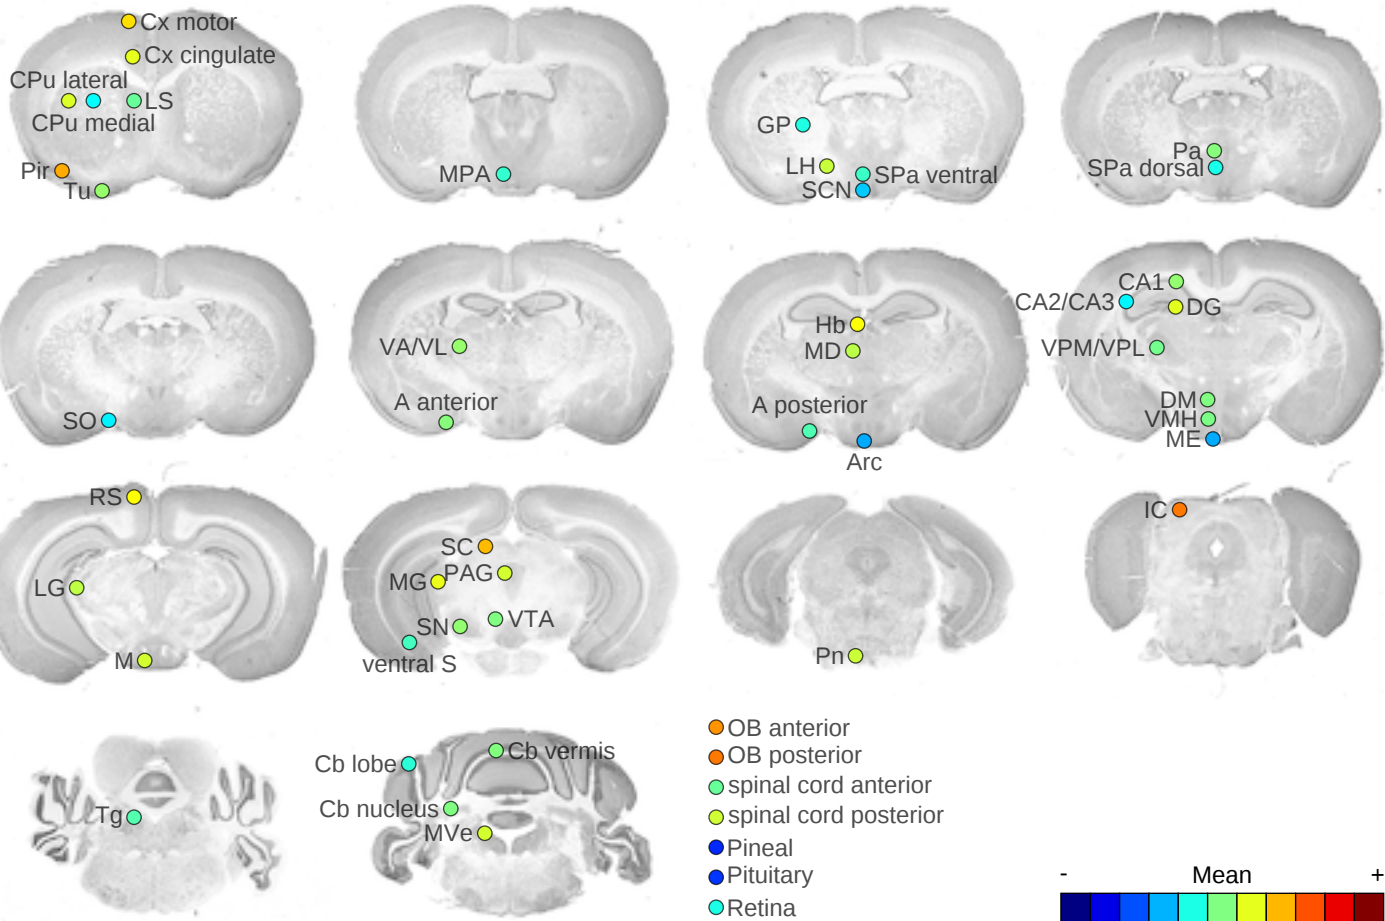 Cx motor
Cx cingulate
CPu lateral
LS
CPu medial
Pir
Tu
MPA
GP
LH
SPa ventral
SCN
Pa
SPa dorsal
SO
VA/VL
A anterior
Hb
MD
A posterior
Arc
CA1
CA2/CA3
DG
VPM/VPL
DM
VMH
ME
RS
LG
M
SC
PAG
MG
SN
VTA
ventral S
Pn
IC
Tg
Cb lobe
Cb vermis
Cb nucleus
MVe
OB anterior
OB posterior
spinal cord anterior
spinal cord posterior
Pineal
Pituitary
Retina
- Mean +